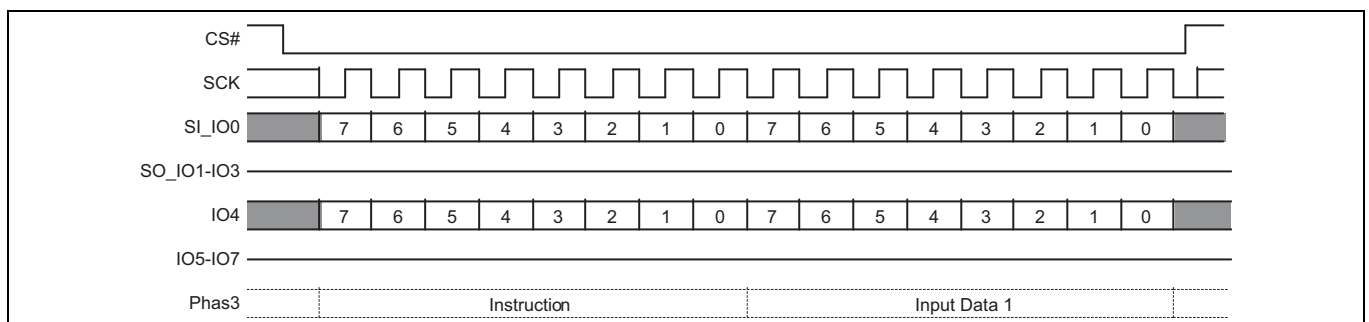 CS#
SCK
SI_IO0 7 6 5 4 3 2 1 0 7 6 5 4 3 2 1 0
SO_IO1-IO3
IO4 7 6 5 4 3 2 1 0 7 6 5 4 3 2 1 0
IO5-IO7
Phas3 Instruction Input Data 1